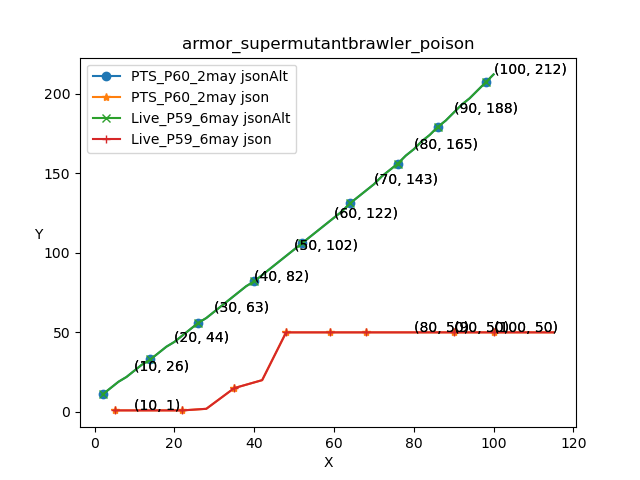 armor_supermutantbrawler_poison
PTS_P60_2may jsonAlt
PTS_P60_2may json
Live_P59_6may jsonAlt
Live_P59_6may json
(100, 212)
(90, 188)
(80, 165)
(70, 143)
(60, 122)
(50, 102)
(40, 82)
(30, 63)
(20, 44)
(10, 26)
(10, 1)
(80, 50)
(90, 50)
(100, 50)
Y
200
150
100
50
0
0 20 40 60 80 100 120
X